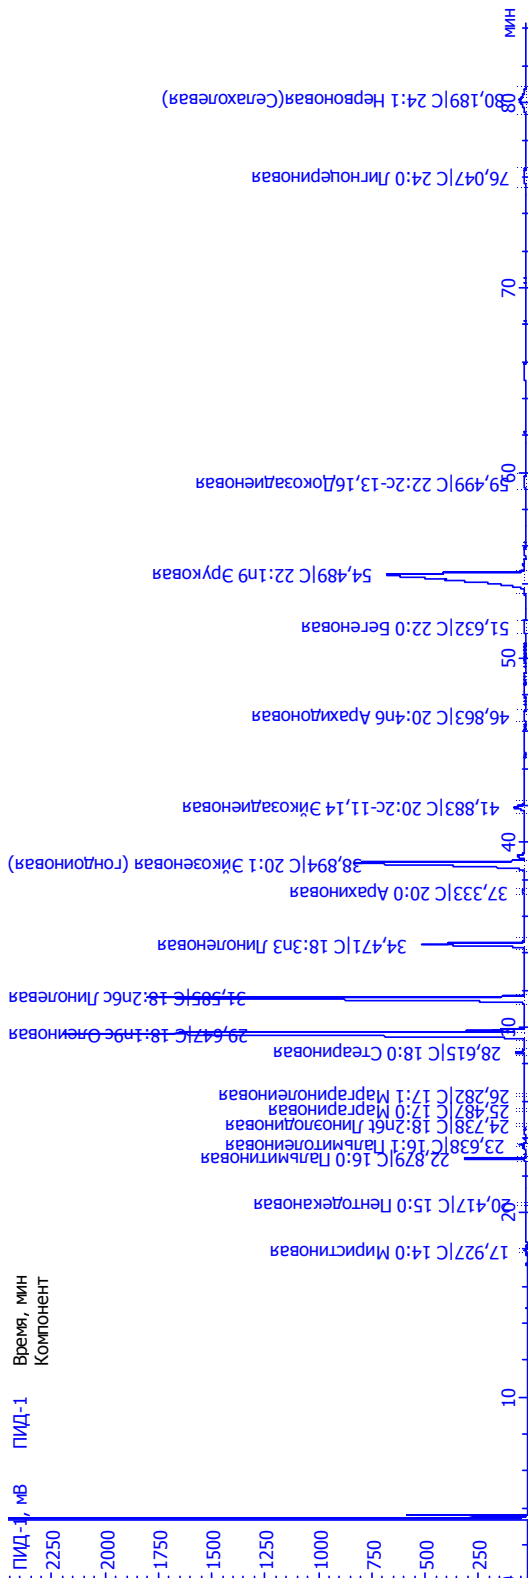 ПИД-1, мВ
ПИД-1
Время, мин
Компонент
2250
2000
1750
1500
1250
1000
750
500
250
17,927|С 14:0 Миристиновая
20,417|С 15:0 Пентодекановая
22,879|С 16:0 Пальмитиновая
23,638|С 16:1 Пальмитолеиновая
24,738|С 18:2n6t Линоэлодиновая
25,487|С 17:0 Маргариновая
26,282|С 17:1 Маргаринолеиновая
28,615|С 18:0 Стеариновая
29,647|С 18:1n9c Олеиновая
31,585|С 18:2n6c Линолевая
34,471|С 18:3n3 Линоленовая
37,333|С 20:0 Арахиновая
38,894|С 20:1 Эйкозеновая (гондоиновая)
41,883|С 20:2c-11,14 Эйкозадиеновая
46,863|С 20:4n6 Арахидоновая
51,632|С 22:0 Бегеновая
54,489|С 22:1n9 Эруковая
59,499|С 22:2c-13,16Докозадиеновая
76,047|С 24:0 Лигноцериновая
80,189|С 24:1 Нервоновая(Селахолевая)
10
20
30
40
50
60
70
80
мин